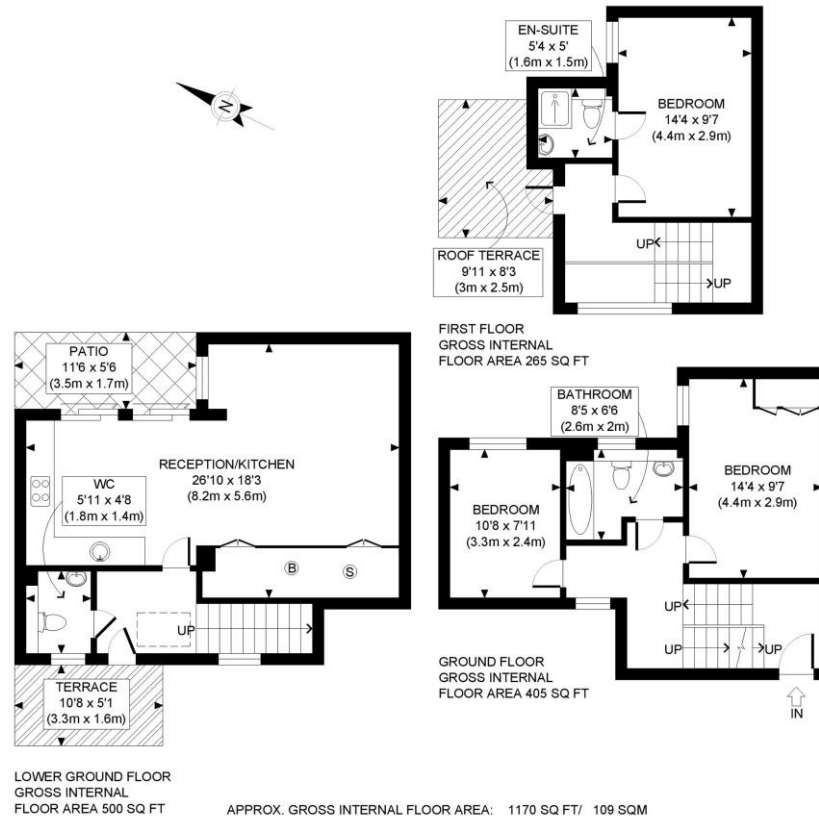 N
EN-SUITE
5'4 x 5'
(1.6m x 1.5m)
BEDROOM
14'4 x 9'7
(4.4m x 2.9m)
UP
UP
ROOF TERRACE
9'11 x 8'3
(3m x 2.5m)
FIRST FLOOR
GROSS INTERNAL
FLOOR AREA 265 SQ FT
PATIO
11'6 x 5'6
(3.5m x 1.7m)
RECEPTION/KITCHEN
26'10 x 18'3
(8.2m x 5.6m)
WC
5'11 x 4'8
(1.8m x 1.4m)
B
S
UP
TERRACE
10'8 x 5'1
(3.3m x 1.6m)
LOWER GROUND FLOOR
GROSS INTERNAL
FLOOR AREA 500 SQ FT
BATHROOM
8'5 x 6'6
(2.6m x 2m)
BEDROOM
14'4 x 9'7
(4.4m x 2.9m)
BEDROOM
10'8 x 7'11
(3.3m x 2.4m)
UP
UP
UP
IN
GROUND FLOOR
GROSS INTERNAL
FLOOR AREA 405 SQ FT
APPROX. GROSS INTERNAL FLOOR AREA: 1170 SQ FT/ 109 SQM